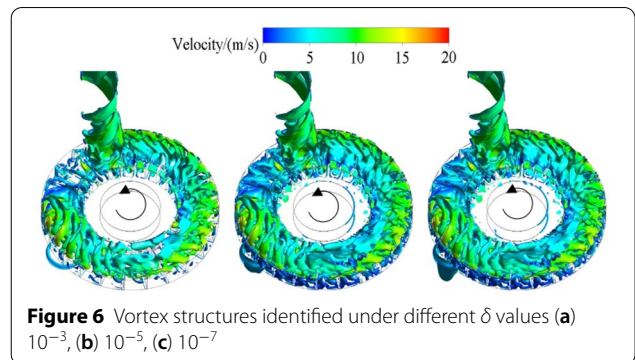 Velocity/(m/s)
0 5 10 15 20
Figure 6 Vortex structures identified under different δ values (a)
10⁻³, (b) 10⁻⁵, (c) 10⁻⁷